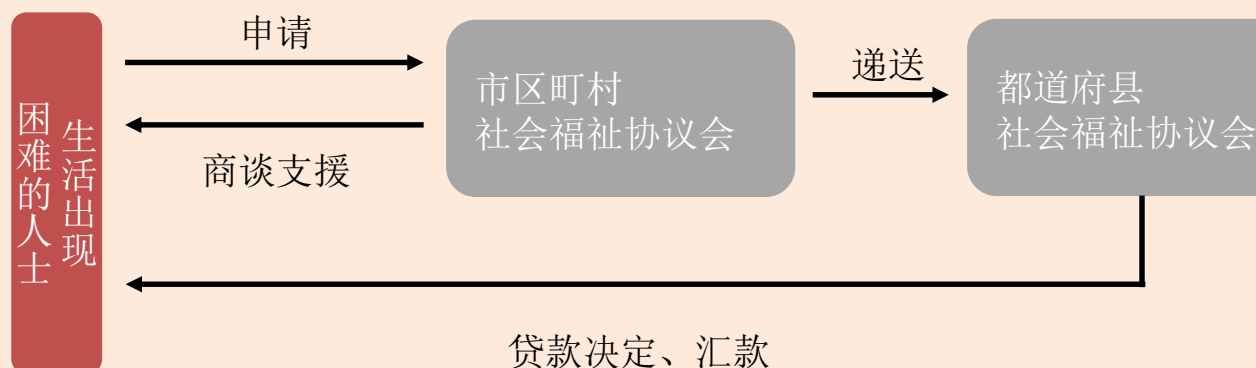 生活出现
困难的人士
申请
商谈支援
市区町村
社会福祉协议会
递送
都道府县
社会福祉协议会
贷款决定、汇款